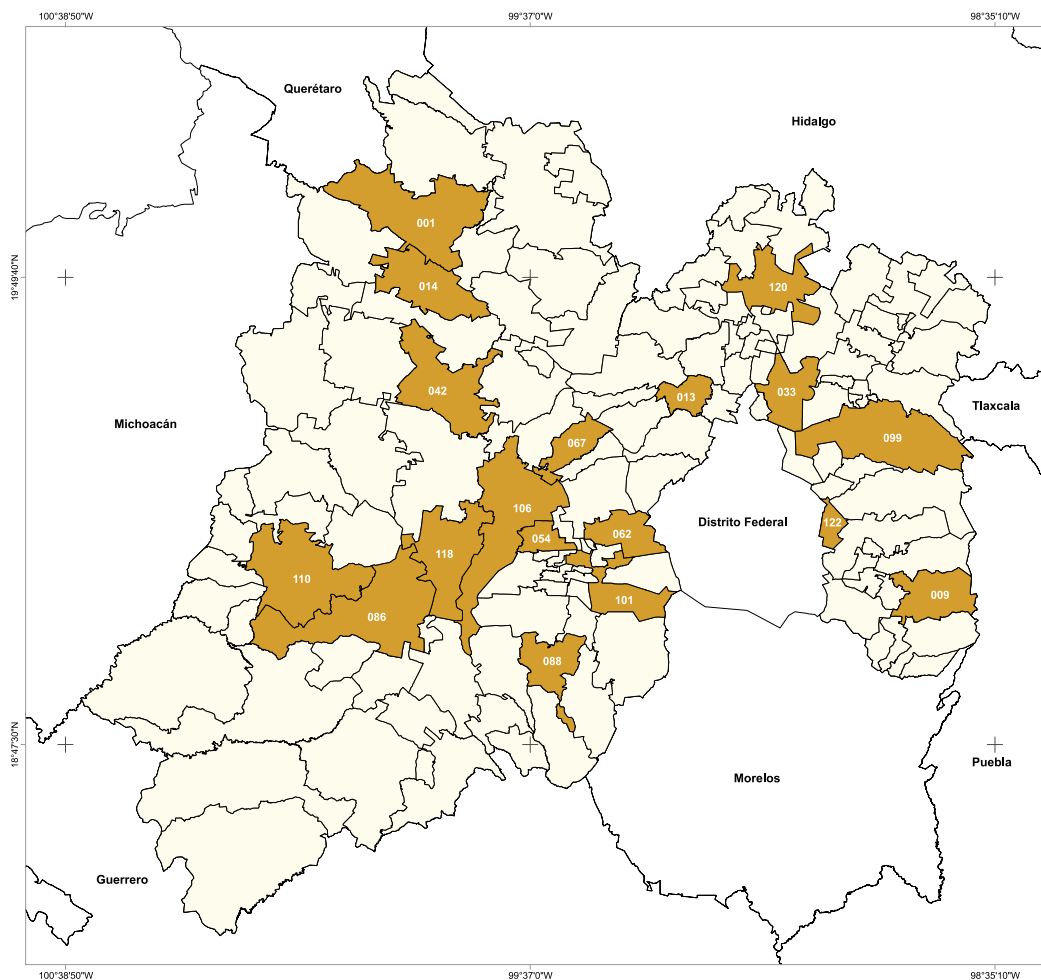 100°38'50"W 99°37'0"W 98°35'10"W
Querétaro
Hidalgo
001
19°49'40"N
014
120
042
013
033
Tlaxcala
Michoacán
067
099
106
Distrito Federal
122
062
054
118
110
009
101
086
088
18°47'30"N
Puebla
Morelos
Guerrero
100°38'50"W 99°37'0"W 98°35'10"W